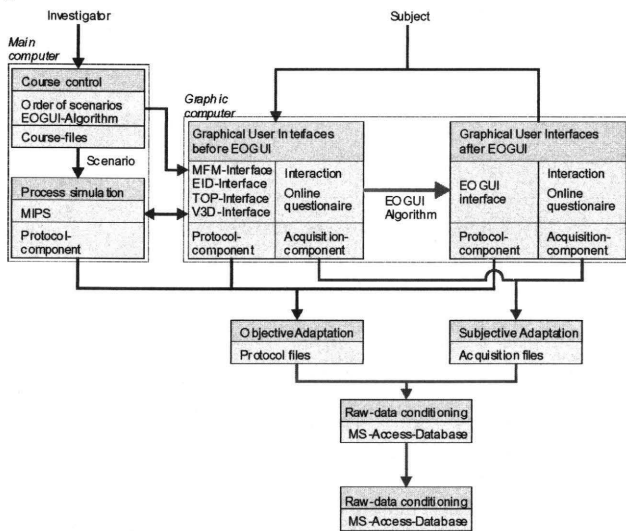 Investigator
Subject
Main
computer
Course control
Order of scenarios
EOGUI-Algorithm
Course-files
Scenario
Process simulation
MIPS
Protocol-
component
Graphic
computer
Graphical User Intefaces
before EOGUI
MFM-Interface
EID-Interface
TOP-Interface
V3D-Interface
Interaction
Online
questionaire
Protocol-
component
Acquisition-
component
EOGUI
Algorithm
Graphical User Interfaces
after EOGUI
EOGUI
interface
Interaction
Online
questionaire
Protocol-
component
Acquisition-
component
Objective Adaptation
Protocol files
Subjective Adaptation
Acquisition files
Raw-data conditioning
MS-Access-Database
Raw-data conditioning
MS-Access-Database